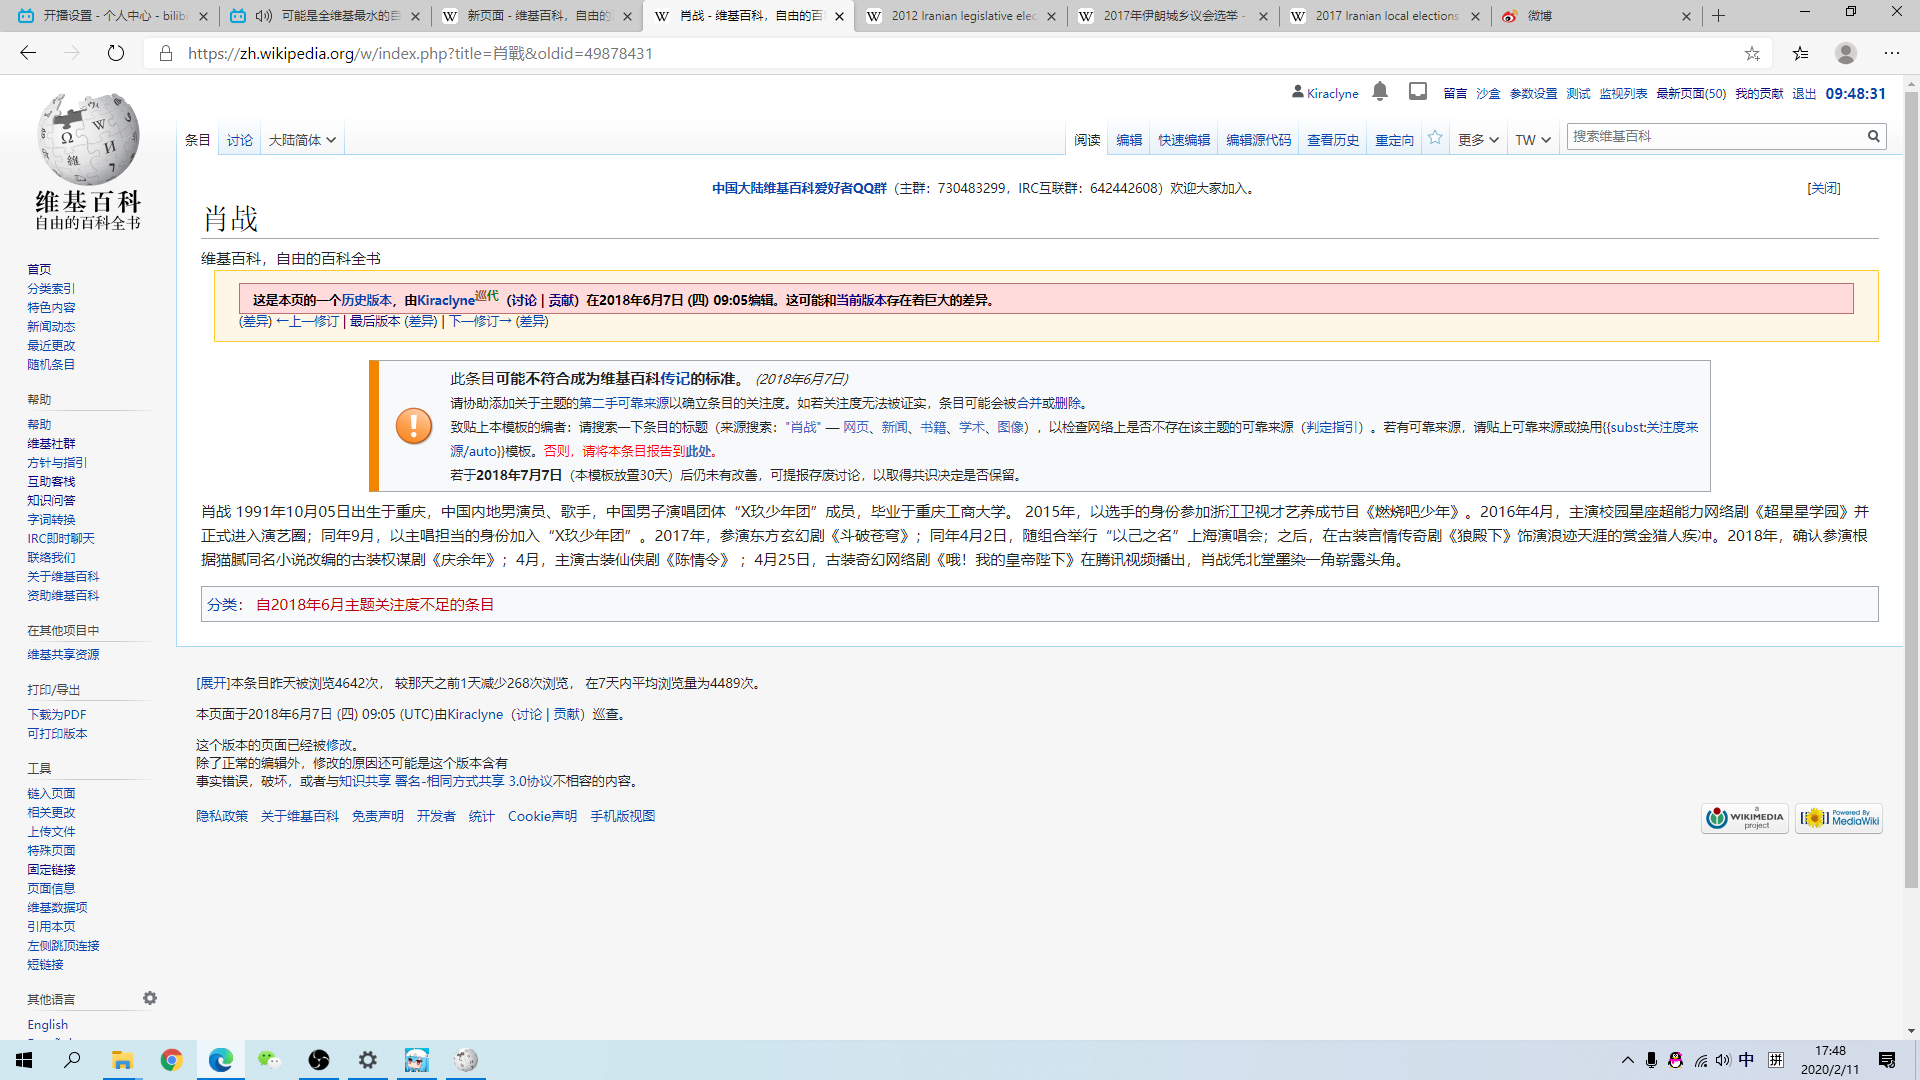 开播设置 - 个人中心 - bilibi
可能是全维基最水的自
新页面 - 维基百科，自由的
肖战 - 维基百科，自由的百
2012 Iranian legislative elec
2017年伊朗城乡议会选举 -
2017 Iranian local elections
微博
https://zh.wikipedia.org/w/index.php?title=肖戰&oldid=49878431
Kiraclyne 留言 沙盒 参数设置 测试 监视列表 最新页面(50) 我的贡献 退出 09:48:31
条目 讨论 大陆简体 阅读 编辑 快速编辑 编辑源代码 查看历史 重定向 更多 TW 搜索维基百科
中国大陆维基百科爱好者QQ群（主群：730483299，IRC互联群：642442608）欢迎大家加入。 [关闭]
维基百科
自由的百科全书
肖战
维基百科，自由的百科全书
这是本页的一个历史版本，由Kiraclyne巡代（讨论 | 贡献）在2018年6月7日 (四) 09:05编辑。这可能和当前版本存在着巨大的差异。
(差异) ←上一修订 | 最后版本 (差异) | 下一修订→ (差异)
此条目可能不符合成为维基百科传记的标准。 (2018年6月7日)
请协助添加关于主题的第二手可靠来源以确立条目的关注度。如若关注度无法被证实，条目可能会被合并或删除。
致贴上本模板的编者：请搜索一下条目的标题（来源搜索："肖战" — 网页、新闻、书籍、学术、图像），以检查网络上是否不存在该主题的可靠来源（判定指引）。若有可靠来源，请贴上可靠来源或换用{{subst:关注度来
源/auto}}模板。否则，请将本条目报告到此处。
若于2018年7月7日（本模板放置30天）后仍未有改善，可提报存废讨论，以取得共识决定是否保留。
肖战 1991年10月05日出生于重庆，中国内地男演员、歌手，中国男子演唱团体“X玖少年团”成员，毕业于重庆工商大学。 2015年，以选手的身份参加浙江卫视才艺养成节目《燃烧吧少年》。2016年4月，主演校园星座超能力网络剧《超星星学园》并
正式进入演艺圈；同年9月，以主唱担当的身份加入“X玖少年团”。2017年，参演东方玄幻剧《斗破苍穹》；同年4月2日，随组合举行“以己之名”上海演唱会；之后，在古装言情传奇剧《狼殿下》饰演浪迹天涯的赏金猎人疾冲。2018年，确认参演根
据猫腻同名小说改编的古装权谋剧《庆余年》；4月，主演古装仙侠剧《陈情令》 ；4月25日，古装奇幻网络剧《哦！我的皇帝陛下》在腾讯视频播出，肖战凭北堂墨染一角崭露头角。
分类： 自2018年6月主题关注度不足的条目
[展开]本条目昨天被浏览4642次， 较那天之前1天减少268次浏览， 在7天内平均浏览量为4489次。
本页面于2018年6月7日 (四) 09:05 (UTC)由Kiraclyne（讨论 | 贡献）巡查。
这个版本的页面已经被修改。
除了正常的编辑外，修改的原因还可能是这个版本含有
事实错误，破坏，或者与知识共享 署名-相同方式共享 3.0协议不相容的内容。
隐私政策 关于维基百科 免责声明 开发者 统计 Cookie声明 手机版视图
a WIKIMEDIA project
Powered By MediaWiki
首页
分类索引
特色内容
新闻动态
最近更改
随机条目
帮助
帮助
维基社群
方针与指引
互助客栈
知识问答
字词转换
IRC即时聊天
联络我们
关于维基百科
资助维基百科
在其他项目中
维基共享资源
打印/导出
下载为PDF
可打印版本
工具
链入页面
相关更改
上传文件
特殊页面
固定链接
页面信息
维基数据项
引用本页
左侧跳顶连接
短链接
其他语言
English
中 拼
17:48
2020/2/11